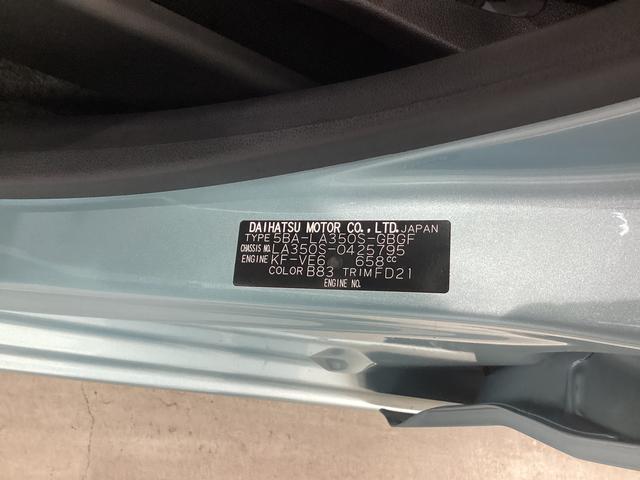 DAIHATSU MOTOR CO., LTD. JAPAN
TYPE 5BA-LA350S-GBGF
CHASSIS NO. LA350S-0425795
ENGINE KF-VE6 658cc
COLOR B83 TRIM FD21
ENGINE NO.